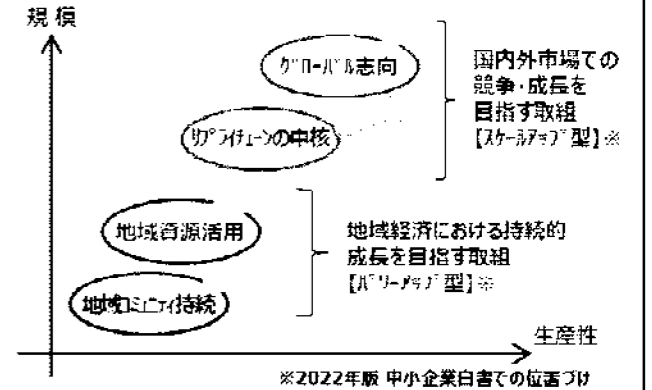 規模
グローバル志向
国内外市場での
競争・成長を
目指す取組
【スケールアップ型】※
サプライチェーンの中核
地域資源活用
地域経済における持続的
成長を目指す取組
【バリューアップ型】※
地域コミュニティ持続
生産性
※2022年版 中小企業白書での位置づけ